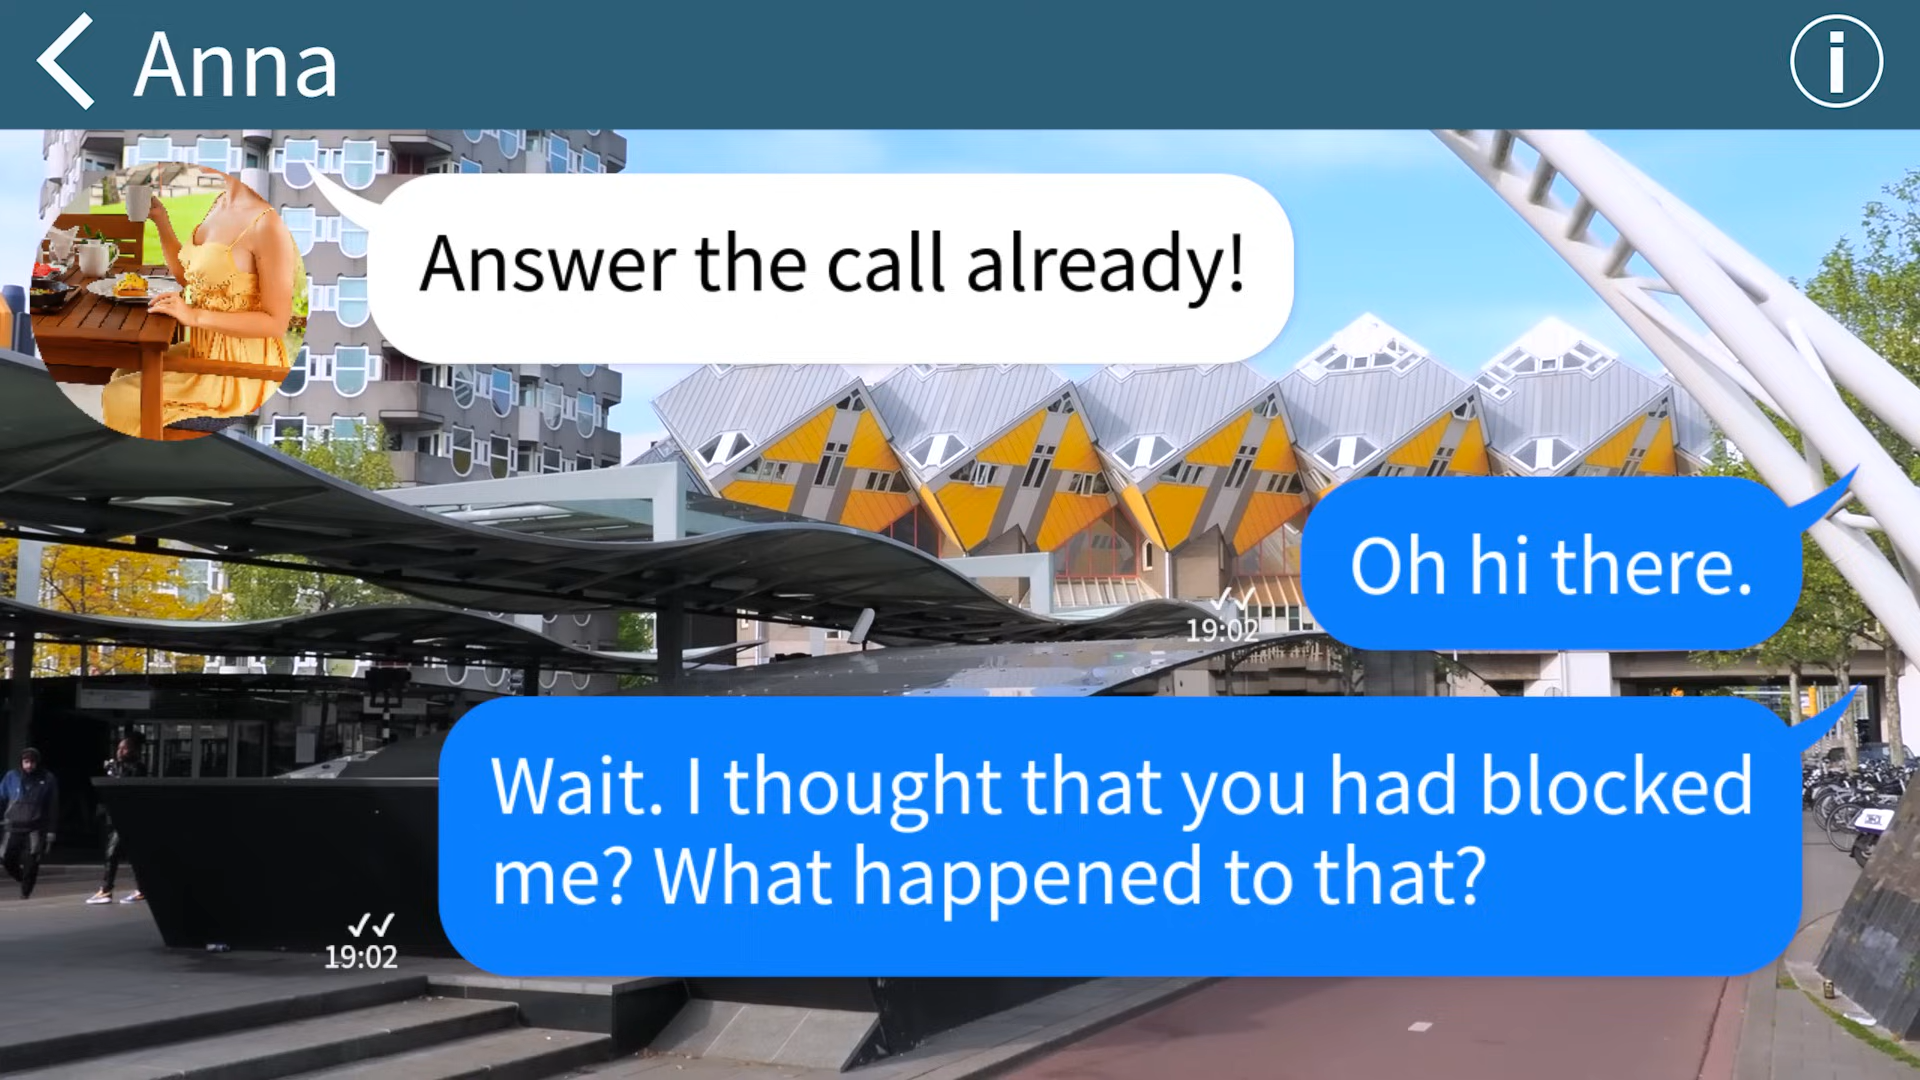 Anna
Answer the call already!
Oh hi there.
19:02
Wait. I thought that you had blocked
me? What happened to that?
19:02